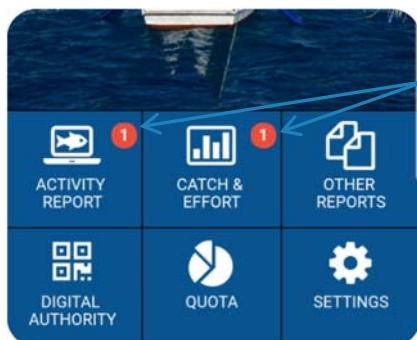 1
1
ACTIVITY
REPORT
CATCH &
EFFORT
OTHER
REPORTS
DIGITAL
AUTHORITY
QUOTA
SETTINGS